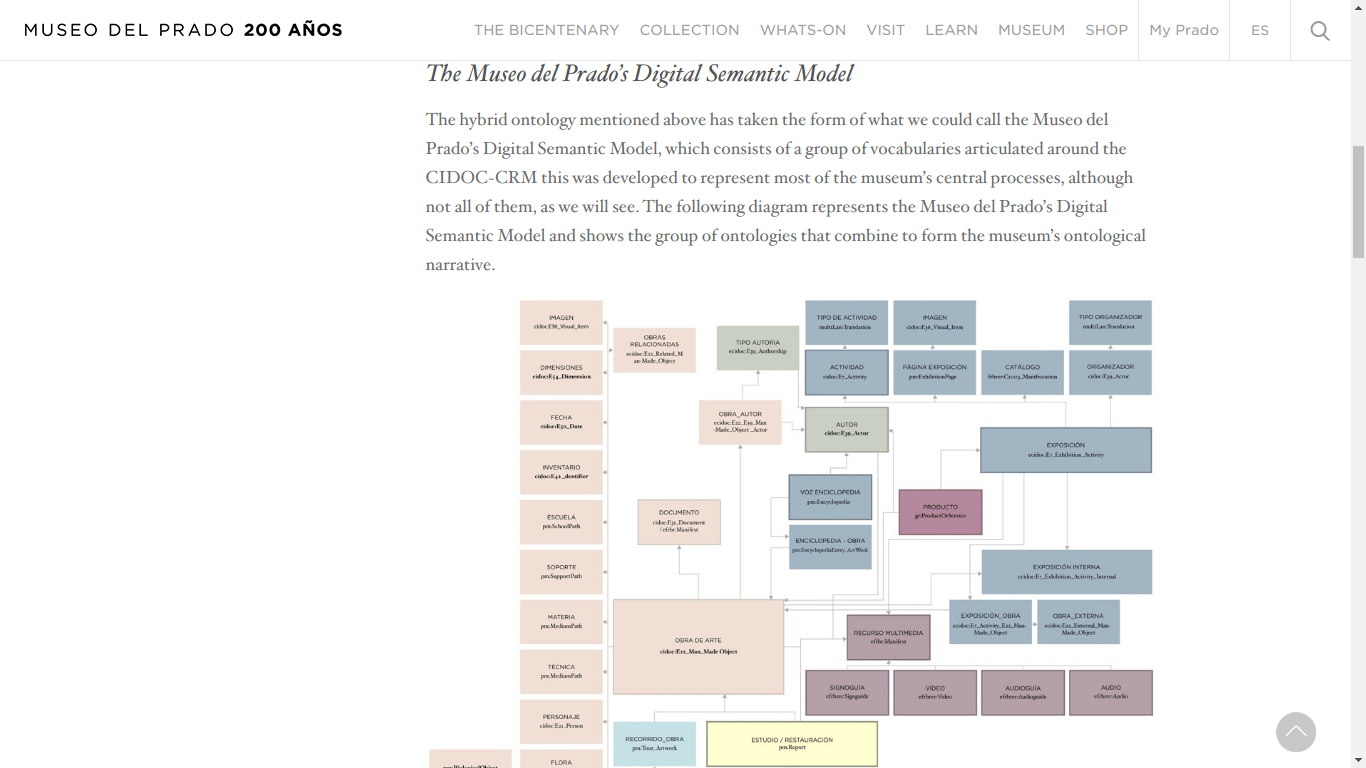 MUSEO DEL PRADO 200 AÑOS
THE BICENTENARY COLLECTION WHATS-ON VISIT LEARN MUSEUM SHOP My Prado ES
The Museo del Prado's Digital Semantic Model
The hybrid ontology mentioned above has taken the form of what we could call the Museo del
Prado's Digital Semantic Model, which consists of a group of vocabularies articulated around the
CIDOC-CRM this was developed to represent most of the museum's central processes, although
not all of them, as we will see. The following diagram represents the Museo del Prado's Digital
Semantic Model and shows the group of ontologies that combine to form the museum's ontological
narrative.
IMAGEN
cidoc:E36_Visual_Item
DIMENSIONES
cidoc:E54_Dimension
FECHA
cidoc:E52_Date
INVENTARIO
cidoc:E42_dentifier
ESCUELA
pm:SchoolPath
SOPORTE
pm:SupportPath
MATERIA
pm:MediumPath
TÉCNICA
pm:MediumPath
PERSONAJE
cidoc:E21_Person
FLORA
OBRAS
RELACIONADAS
ecidoc:E22_Related_M
an-Made_Object
TIPO AUTORIA
ecidoc:E39_Authorship
OBRA_AUTOR
ecidoc:E22_E39_Man
-Made_Object_Actor
AUTOR
cidoc:E39_Actor
TIPO DE ACTIVIDAD
multiLan:Translation
ACTIVIDAD
cidoc:E7_Activity
IMAGEN
cidoc:E36_Visual_Item
PÁGINA EXPOSICIÓN
pm:ExhibitionPage
CATÁLOGO
TIPO ORGANIZADOR
multiLan:Translation
ORGANIZADOR
cidoc:E39_Actor
EXPOSICIÓN
ecidoc:E7_Exhibition_Activity
VOZ ENCICLOPEDIA
pm:Encyclopedia
ENCICLOPEDIA - OBRA
pm:EncyclopediaEntry_ArtWork
PRODUCTO
gr:ProductOrService
DOCUMENTO
cidoc:E31_Document
/ efrbr:Manifest
EXPOSICIÓN INTERNA
ecidoc:E7_Exhibition_Activity_Internal
EXPOSICIÓN_OBRA
ecidoc:E7_Activity_E22_Man-
Made_Object
OBRA_EXTERNA
ecidoc:E22_External_Man-
Made_Object
OBRA DE ARTE
cidoc:E22_Man_Made Object
RECURSO MULTIMEDIA
efrbr:Manifest
SIGNOGUÍA
efrbrer:Signguide
VÍDEO
efrbrer:Video
AUDIOGUÍA
efrbrer:Audioguide
AUDIO
efrbrer:Audio
RECORRIDO_OBRA
pm:Tour_Artwork
ESTUDIO / RESTAURACIÓN
pm:Report